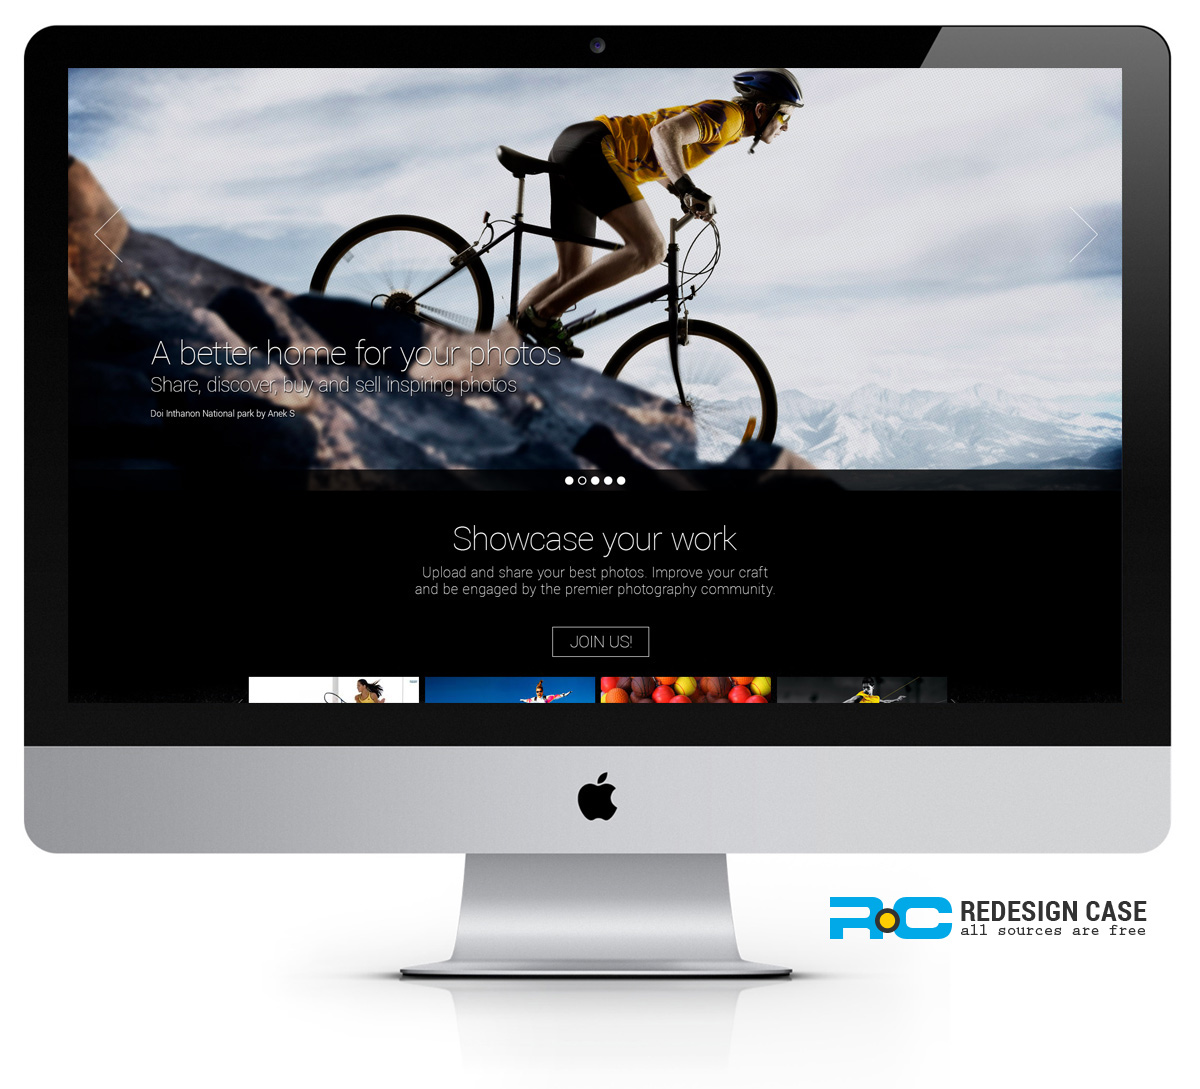 A better home for your photos
Share, discover, buy and sell inspiring photos
Doi Inthanon National park by Anek S
Showcase your work
Upload and share your best photos. Improve your craft
and be engaged by the premier photography community.
JOIN US!
RC
REDESIGN CASE
all sources are free